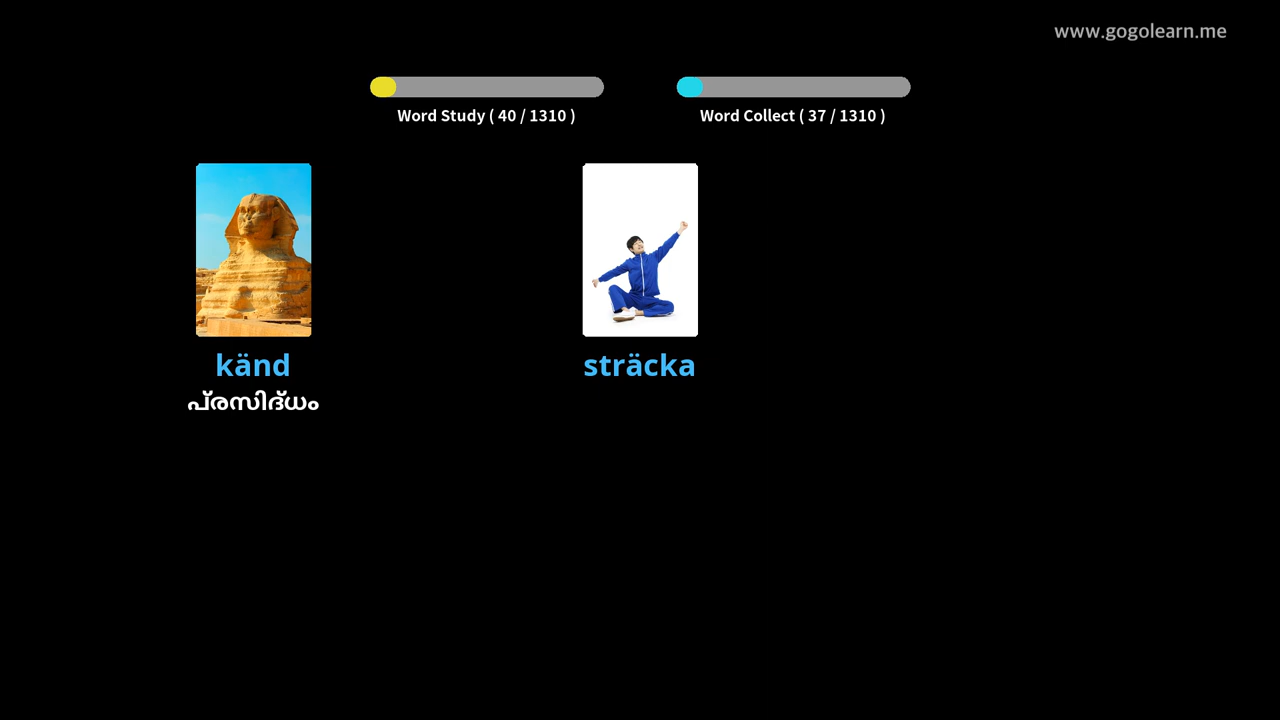 www.gogolearn.me
Word Study ( 40 / 1310 )
Word Collect ( 37 / 1310 )
känd
sträcka
പ്രസിദ്ധം